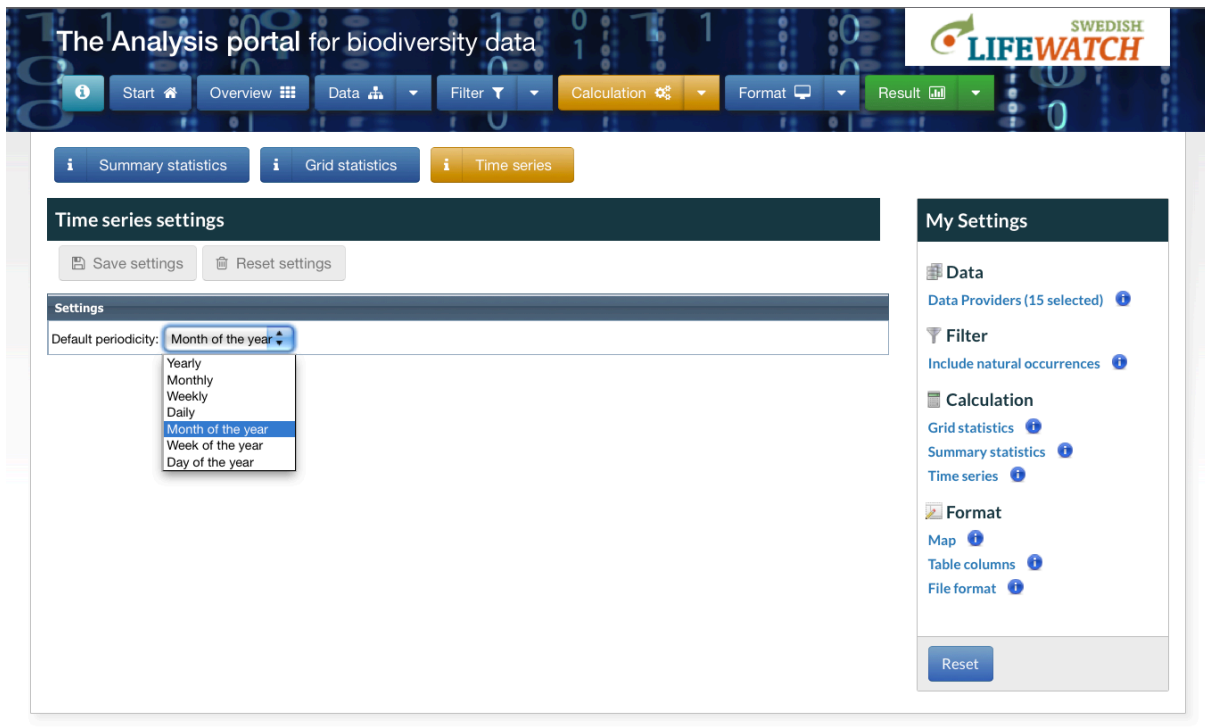 The Analysis portal for biodiversity data
SWEDISH
LIFEWATCH
Start Overview Data Filter Calculation Format Result
i Summary statistics i Grid statistics i Time series
Time series settings
Save settings Reset settings
Settings
Default periodicity: Month of the year
Yearly
Monthly
Weekly
Daily
Month of the year
Week of the year
Day of the year
My Settings
Data
Data Providers (15 selected) i
Filter
Include natural occurrences i
Calculation
Grid statistics i
Summary statistics i
Time series i
Format
Map i
Table columns i
File format i
Reset